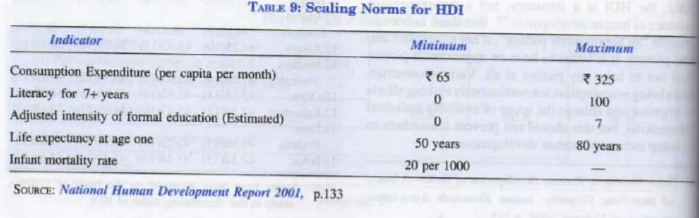 TABLE 9: Scaling Norms for HDI
Indicator Minimum Maximum
Consumption Expenditure (per capita per month) ₹ 65 ₹ 325
Literacy for 7+ years 0 100
Adjusted intensity of formal education (Estimated) 0 7
Life expectancy at age one 50 years 80 years
Infant mortality rate 20 per 1000 —
SOURCE: National Human Development Report 2001, p.133